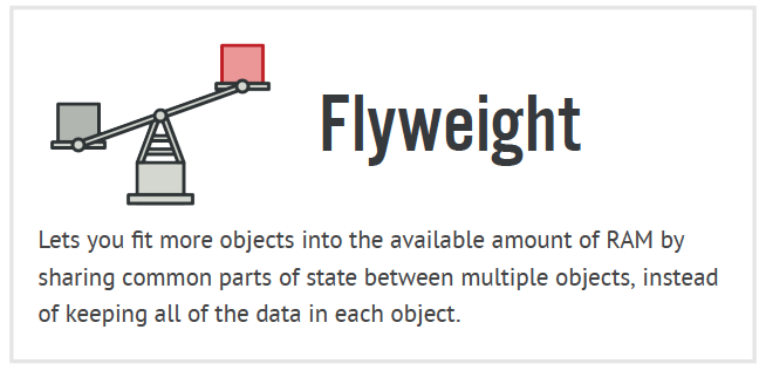 Flyweight
Lets you fit more objects into the available amount of RAM by
sharing common parts of state between multiple objects, instead
of keeping all of the data in each object.